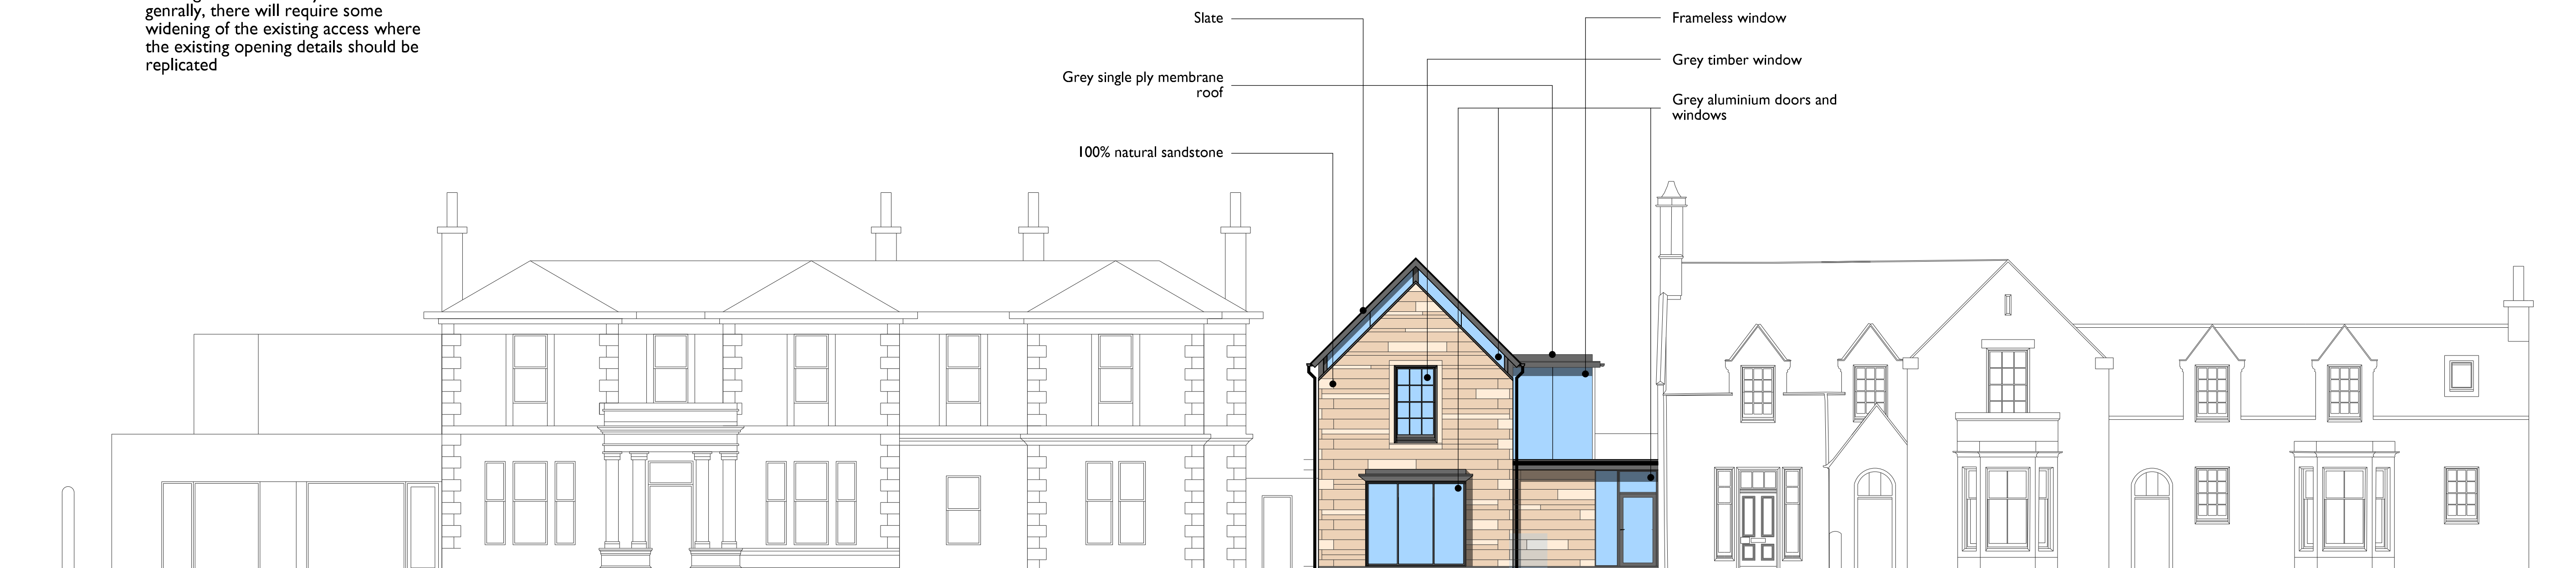 genrally, there will require some
widening of the existing access where
the existing opening details should be
replicated
Slate
Grey single ply membrane
roof
100% natural sandstone
Frameless window
Grey timber window
Grey aluminium doors and
windows